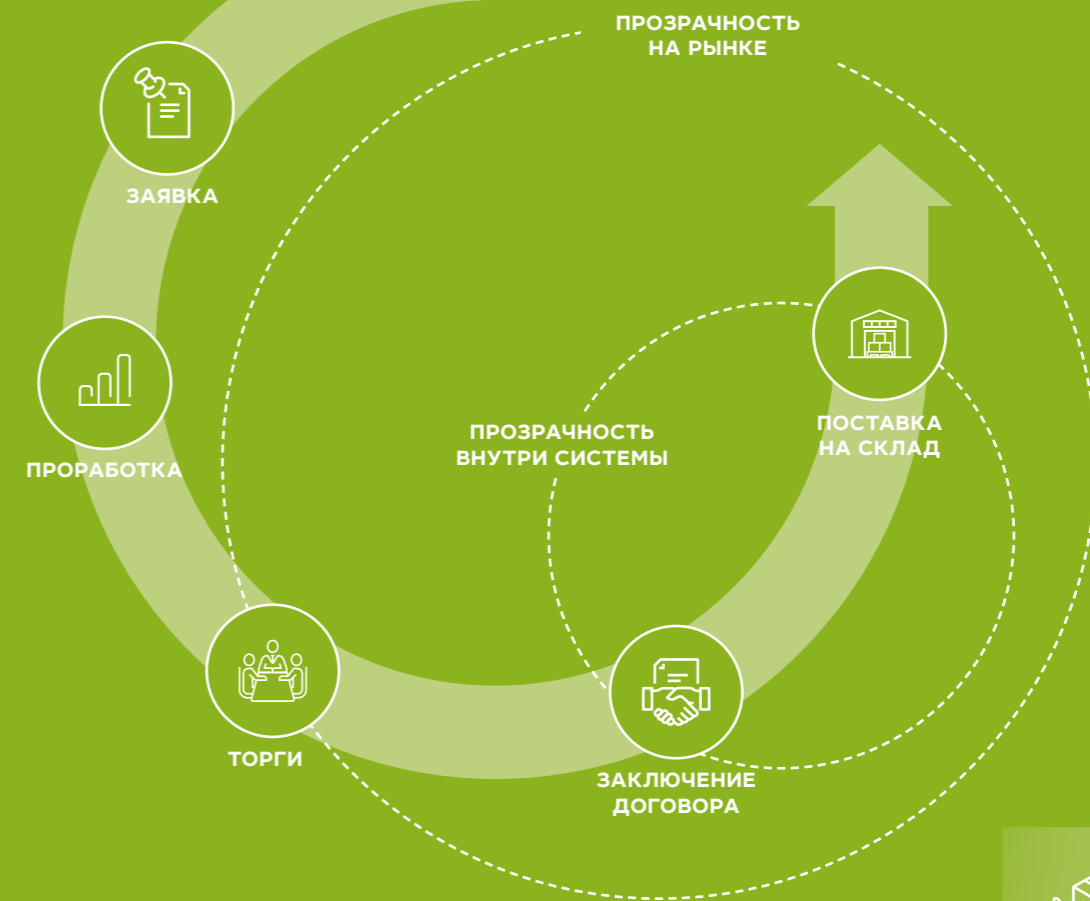 ПРОЗРАЧНОСТЬ
НА РЫНКЕ
ЗАЯВКА
ПРОРАБОТКА
ПРОЗРАЧНОСТЬ
ВНУТРИ СИСТЕМЫ
ПОСТАВКА
НА СКЛАД
ТОРГИ
ЗАКЛЮЧЕНИЕ
ДОГОВОРА